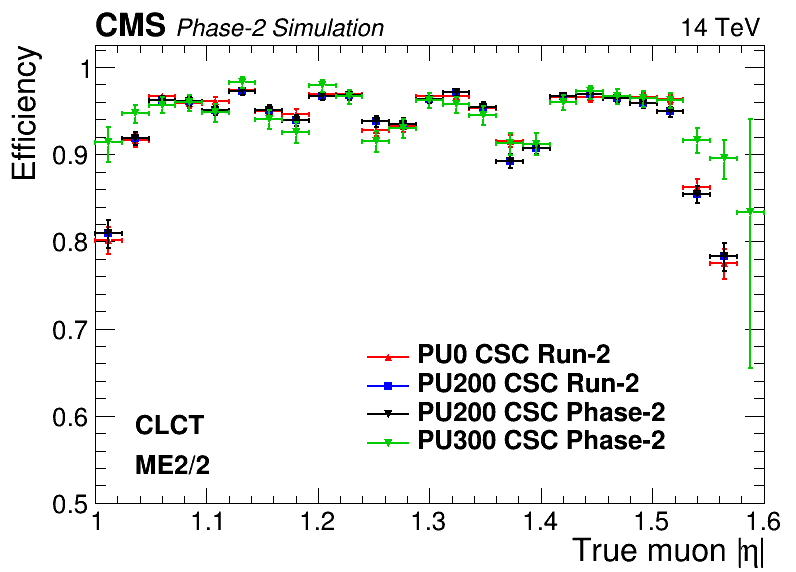 CMS Phase-2 Simulation 14 TeV
Efficiency
1
0.9
0.8
0.7
0.6
0.5
PU0 CSC Run-2
PU200 CSC Run-2
PU200 CSC Phase-2
PU300 CSC Phase-2
CLCT
ME2/2
1 1.1 1.2 1.3 1.4 1.5 1.6
True muon |η|